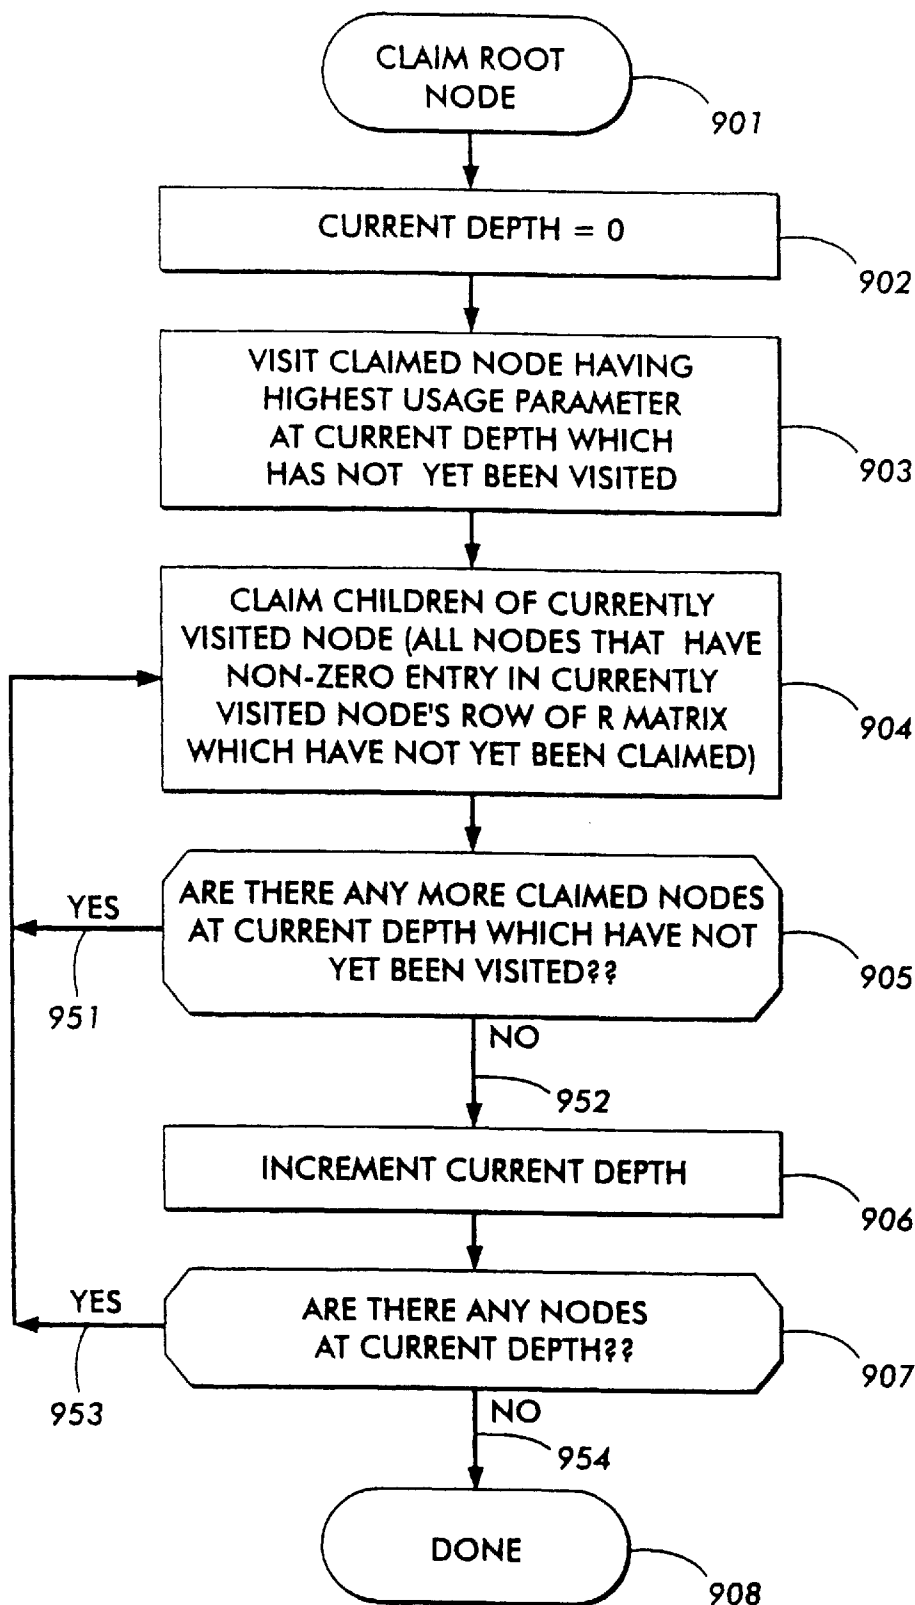 CLAIM ROOT
NODE
901
CURRENT DEPTH = 0
902
VISIT CLAIMED NODE HAVING
HIGHEST USAGE PARAMETER
AT CURRENT DEPTH WHICH
HAS NOT YET BEEN VISITED
903
CLAIM CHILDREN OF CURRENTLY
VISITED NODE (ALL NODES THAT HAVE
NON-ZERO ENTRY IN CURRENTLY
VISITED NODE'S ROW OF R MATRIX
WHICH HAVE NOT YET BEEN CLAIMED)
904
ARE THERE ANY MORE CLAIMED NODES
AT CURRENT DEPTH WHICH HAVE NOT
YET BEEN VISITED??
905
YES
951
NO
952
INCREMENT CURRENT DEPTH
906
ARE THERE ANY NODES
AT CURRENT DEPTH??
907
YES
953
NO
954
DONE
908